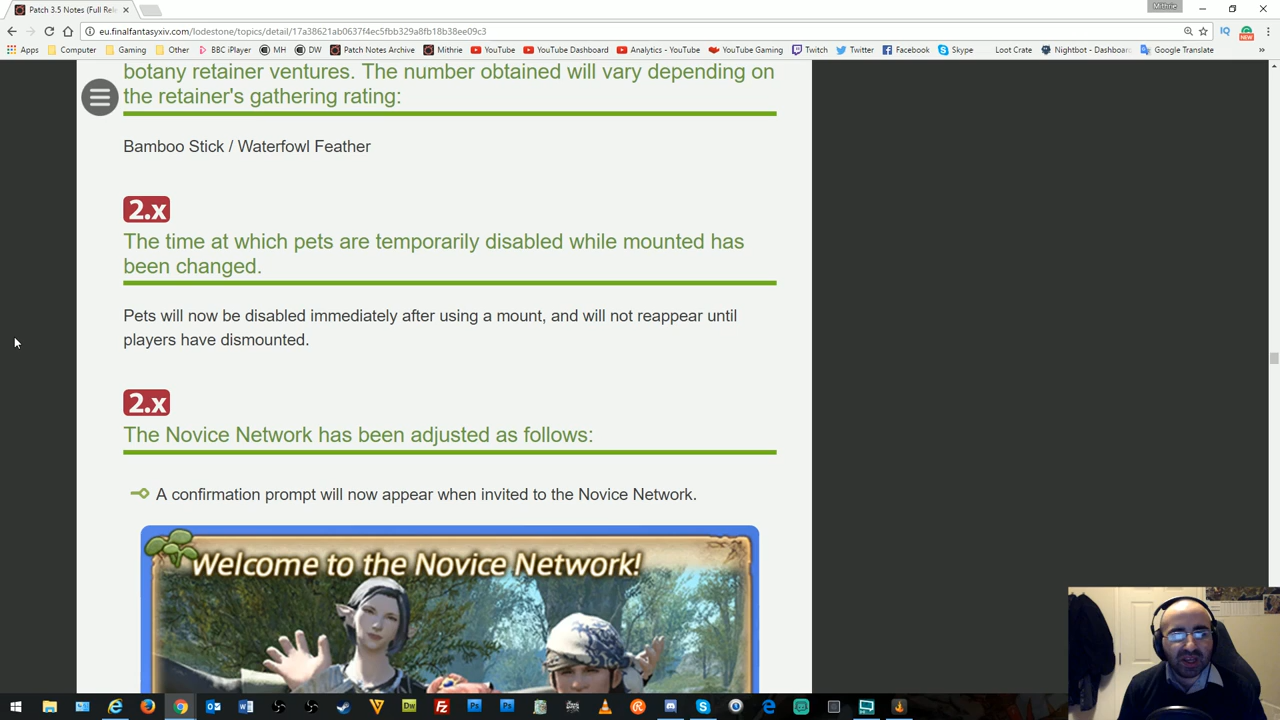 Patch 3.5 Notes (Full Rel
Mithrie
eu.finalfantasyxiv.com/lodestone/topics/detail/17a38621ab0637f4ec5fbb329a8fb18b38ee09c3
Apps Computer Gaming Other BBC iPlayer MH DW Patch Notes Archive Mithrie YouTube YouTube Dashboard Analytics - YouTube YouTube Gaming Twitch Twitter Facebook Skype Loot Crate Nightbot - Dashboard Google Translate »
botany retainer ventures. The number obtained will vary depending on
the retainer's gathering rating:
Bamboo Stick / Waterfowl Feather
2.x
The time at which pets are temporarily disabled while mounted has
been changed.
Pets will now be disabled immediately after using a mount, and will not reappear until
players have dismounted.
2.x
The Novice Network has been adjusted as follows:
A confirmation prompt will now appear when invited to the Novice Network.
Welcome to the Novice Network!